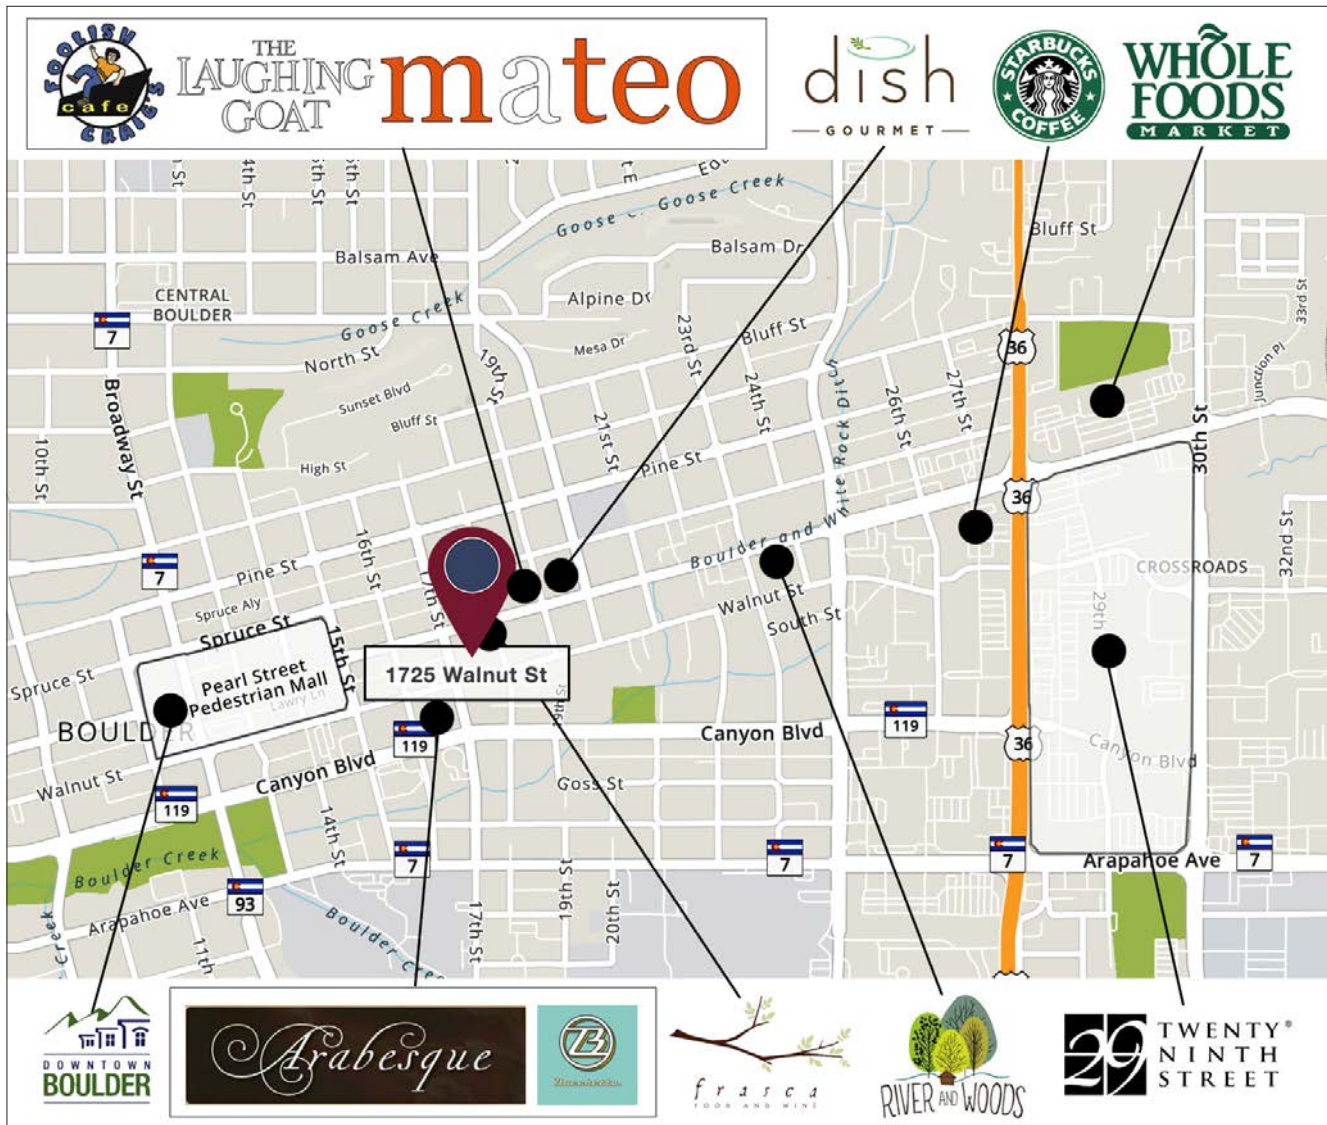 FOOLISH
cafe
CRAIG'S
THE
LAUGHING
GOAT
mateo
dish
GOURMET
STARBUCKS
COFFEE
WHOLE
FOODS
MARKET
Goose Creek
Bluff St
Balsam Ave
Balsam Dr
CENTRAL
BOULDER
Alpine Dr
33rd St
7
Goose Creek
23rd St
Bluff St
36
North St
Mesa Dr
19th St
24th St
Junction Pl
Broadway St
Sunset Blvd
26th St
27th St
Bluff St
21st St
30th St
10th St
High St
Pine St
36
Boulder and White Rock Ditch
32nd St
7
Pine St
16th St
17th St
CROSSROADS
Spruce Aly
Walnut St
29th
Spruce St
15th St
South St
Pearl Street
Pedestrian Mall
1725 Walnut St
Spruce St
Lawry Ln
19th St
BOULDER
119
Canyon Blvd
119
36
Canyon Blvd
Walnut St
Canyon Blvd
Goss St
119
14th St
Boulder Creek
7
7
7
Arapahoe Ave
7
93
Arapahoe Ave
Boulder Cree
Creek
11th
17th St
19th St
20th St
DOWNTOWN
BOULDER
Arabesque
frasca
FOOD AND WINE
RIVER AND WOODS
29
TWENTY
NINTH
STREET